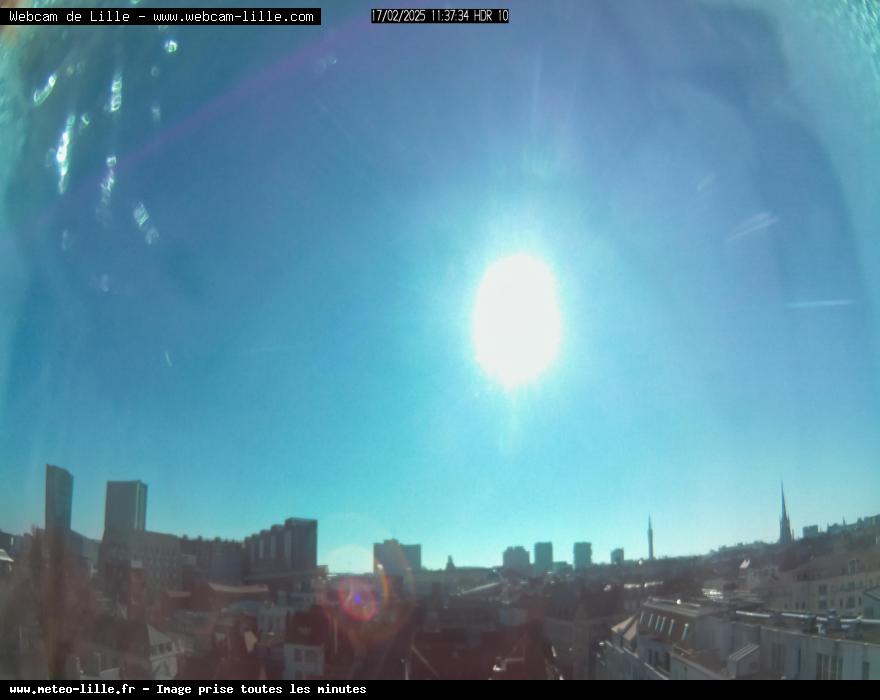 Webcam de Lille - www.webcam-lille.com
17/02/2025 11:37:34 HDR 10
www.meteo-lille.fr - Image prise toutes les minutes